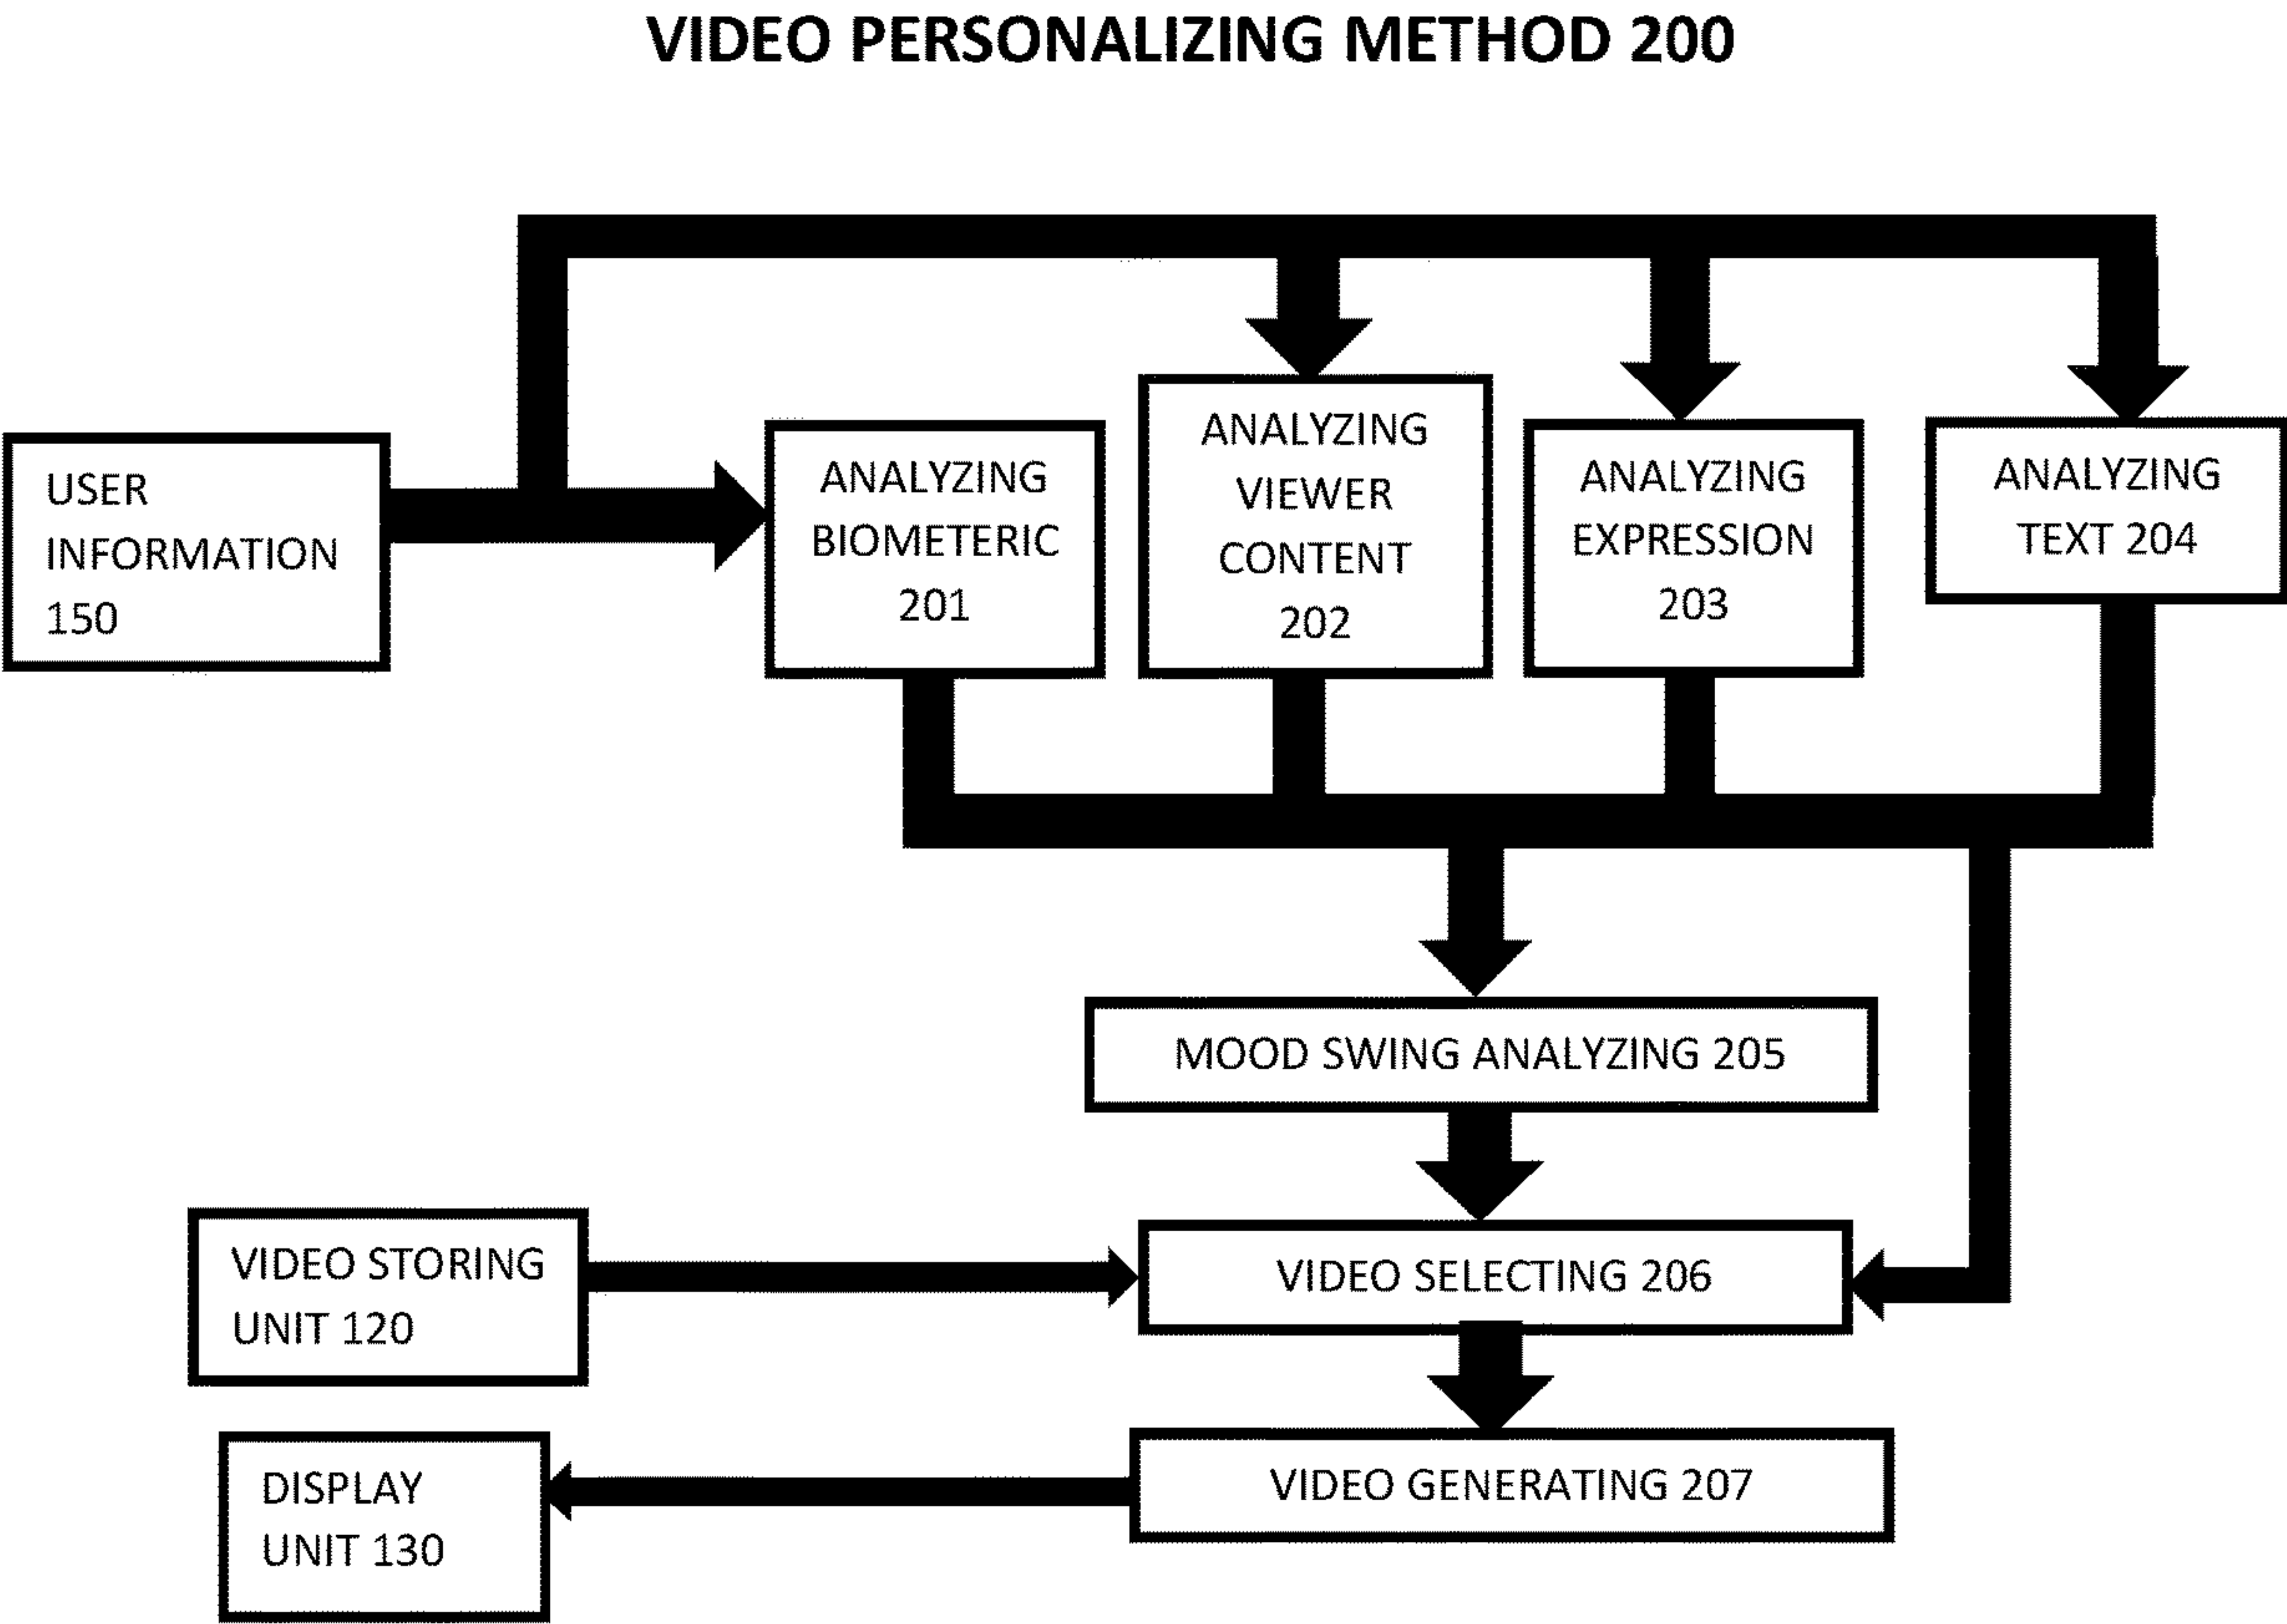 VIDEO PERSONALIZING METHOD 200
USER
INFORMATION
150
ANALYZING
BIOMETERIC
201
ANALYZING
VIEWER
CONTENT
202
ANALYZING
EXPRESSION
203
ANALYZING
TEXT 204
MOOD SWING ANALYZING 205
VIDEO STORING
UNIT 120
VIDEO SELECTING 206
DISPLAY
UNIT 130
VIDEO GENERATING 207